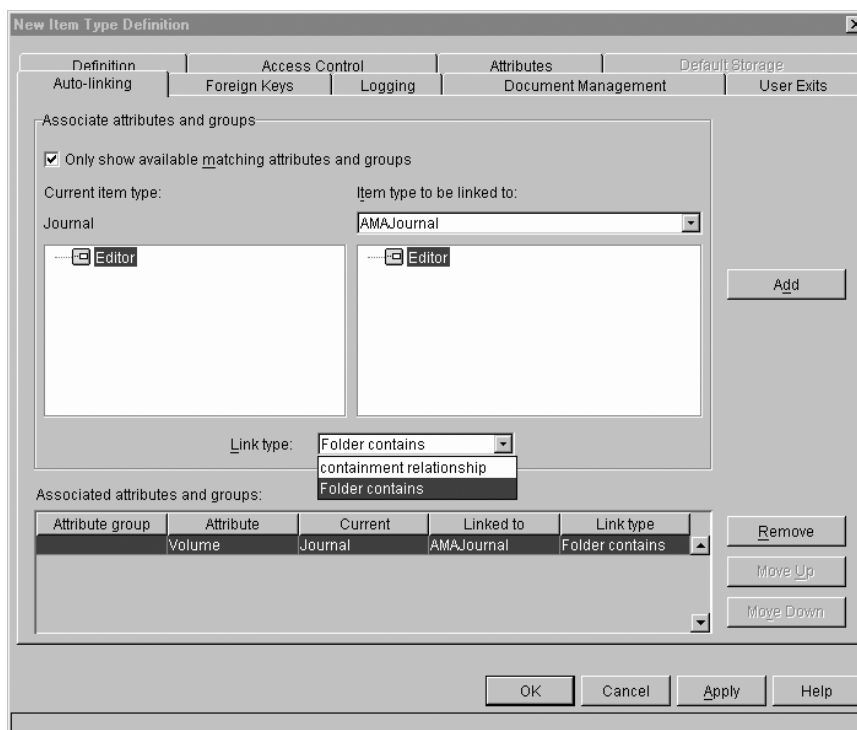 New Item Type Definition
Definition Access Control Attributes Default Storage
Auto-linking Foreign Keys Logging Document Management User Exits
Associate attributes and groups
Only show available matching attributes and groups
Current item type: Item type to be linked to:
Journal AMAJournal
Editor Editor
Add
Link type: Folder contains
containment relationship
Folder contains
Associated attributes and groups:
Attribute group Attribute Current Linked to Link type
Volume Journal AMAJournal Folder contains
Remove
Move Up
Move Down
OK Cancel Apply Help